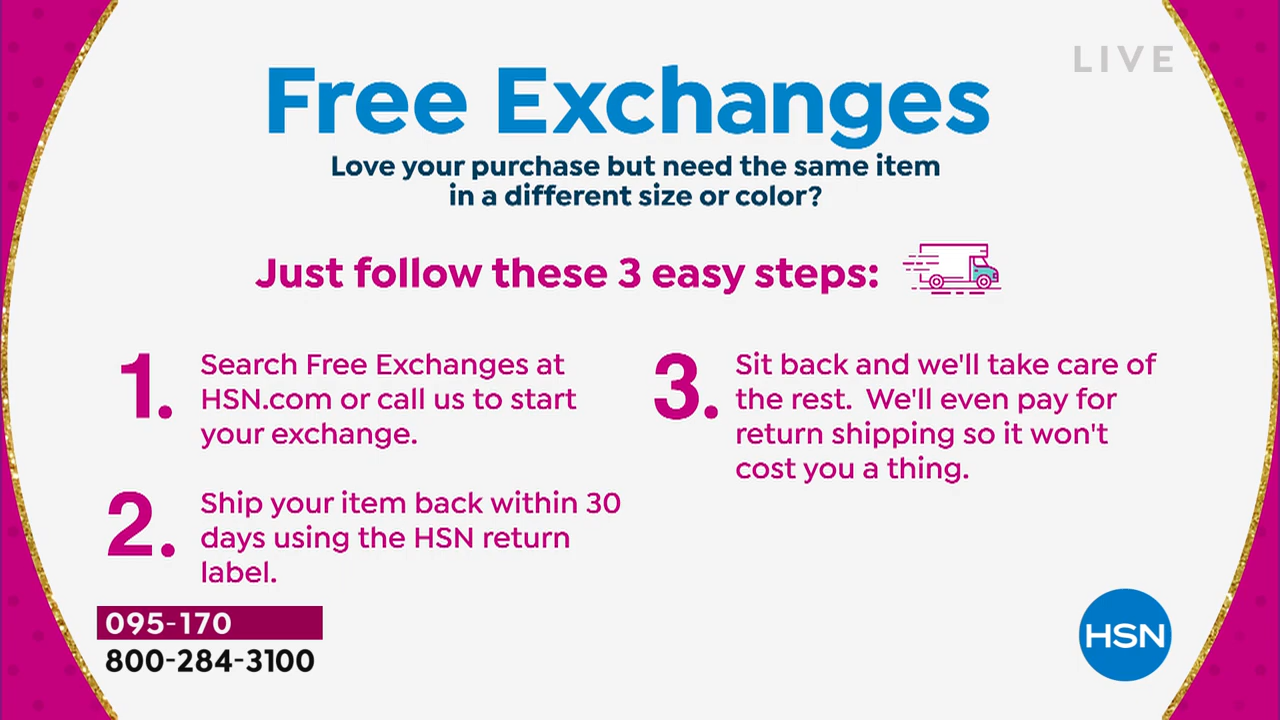 LIVE
Free Exchanges
Love your purchase but need the same item
in a different size or color?
Just follow these 3 easy steps:
1. Search Free Exchanges at
HSN.com or call us to start
your exchange.
2. Ship your item back within 30
days using the HSN return
label.
3. Sit back and we'll take care of
the rest. We'll even pay for
return shipping so it won't
cost you a thing.
095-170
800-284-3100
HSN